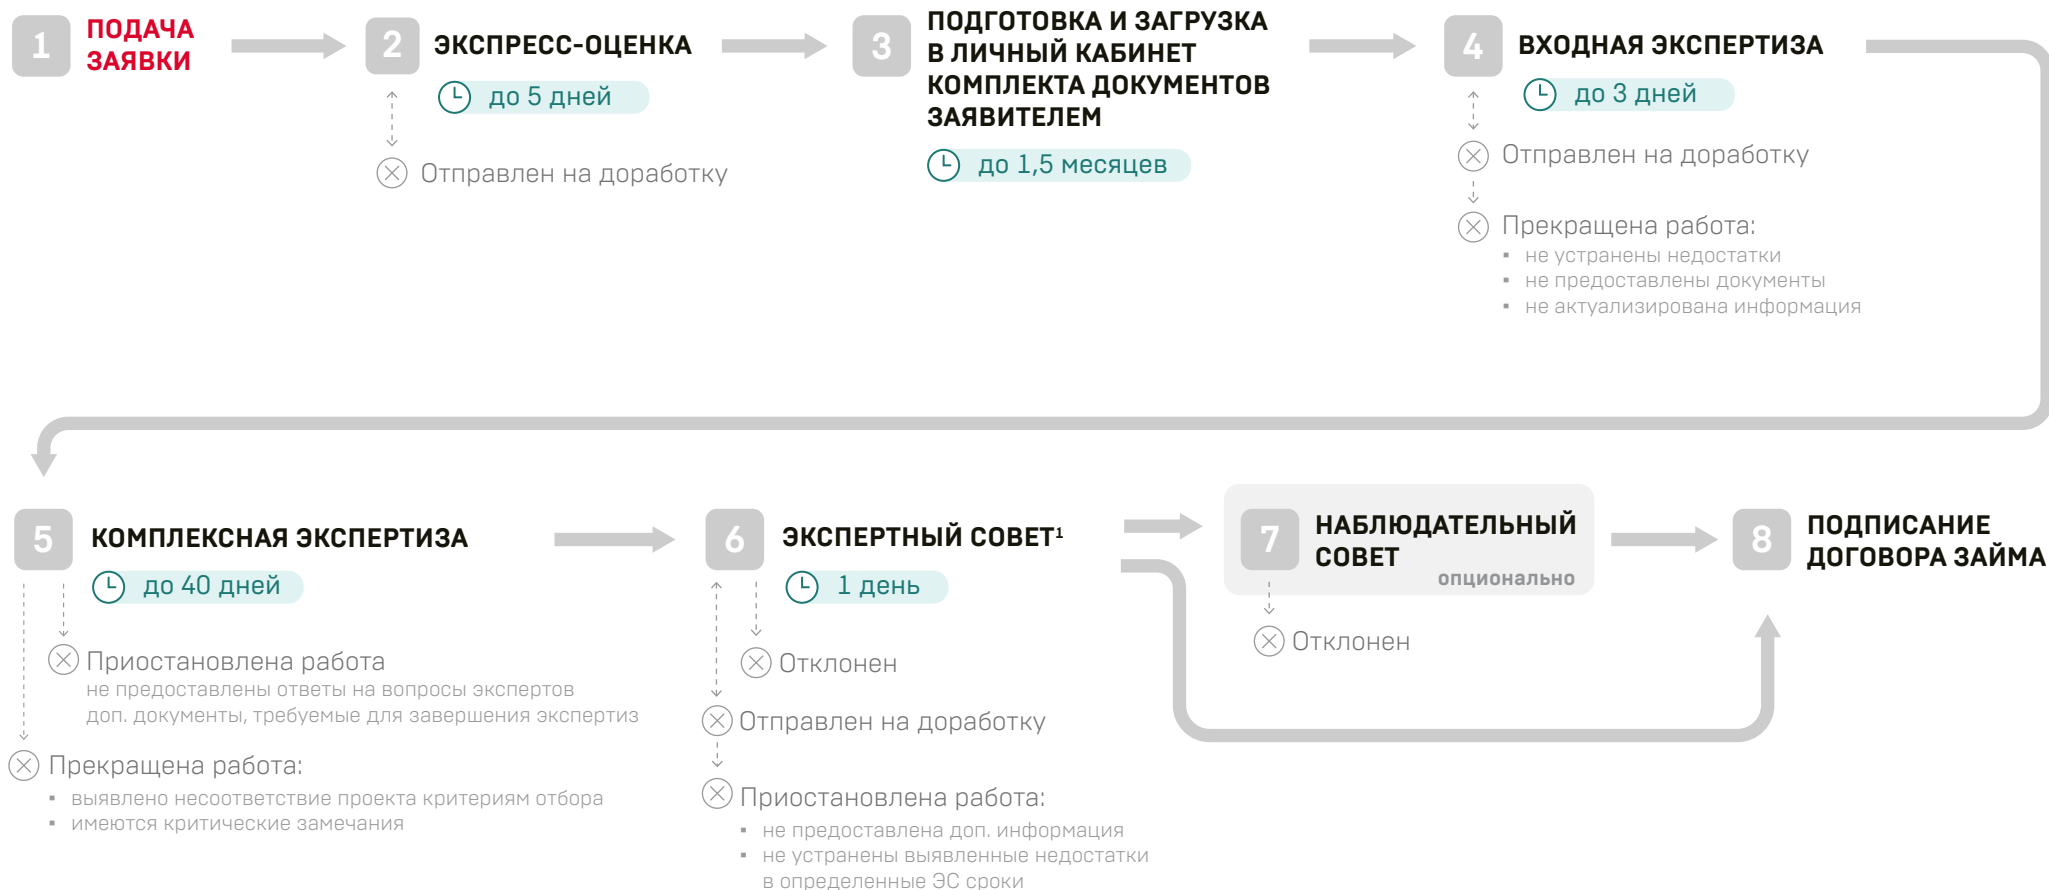 1
ПОДАЧА
ЗАЯВКИ
2
ЭКСПРЕСС-ОЦЕНКА
до 5 дней
Отправлен на доработку
3
ПОДГОТОВКА И ЗАГРУЗКА
В ЛИЧНЫЙ КАБИНЕТ
КОМПЛЕКТА ДОКУМЕНТОВ
ЗАЯВИТЕЛЕМ
до 1,5 месяцев
4
ВХОДНАЯ ЭКСПЕРТИЗА
до 3 дней
Отправлен на доработку
Прекращена работа:
▪ не устранены недостатки
▪ не предоставлены документы
▪ не актуализирована информация
5
КОМПЛЕКСНАЯ ЭКСПЕРТИЗА
до 40 дней
Приостановлена работа
не предоставлены ответы на вопросы экспертов
доп. документы, требуемые для завершения экспертиз
Прекращена работа:
▪ выявлено несоответствие проекта критериям отбора
▪ имеются критические замечания
6
ЭКСПЕРТНЫЙ СОВЕТ¹
1 день
Отклонен
Отправлен на доработку
Приостановлена работа:
▪ не предоставлена доп. информация
▪ не устранены выявленные недостатки
в определенные ЭС сроки
7
НАБЛЮДАТЕЛЬНЫЙ
СОВЕТ
опционально
Отклонен
8
ПОДПИСАНИЕ
ДОГОВОРА ЗАЙМА